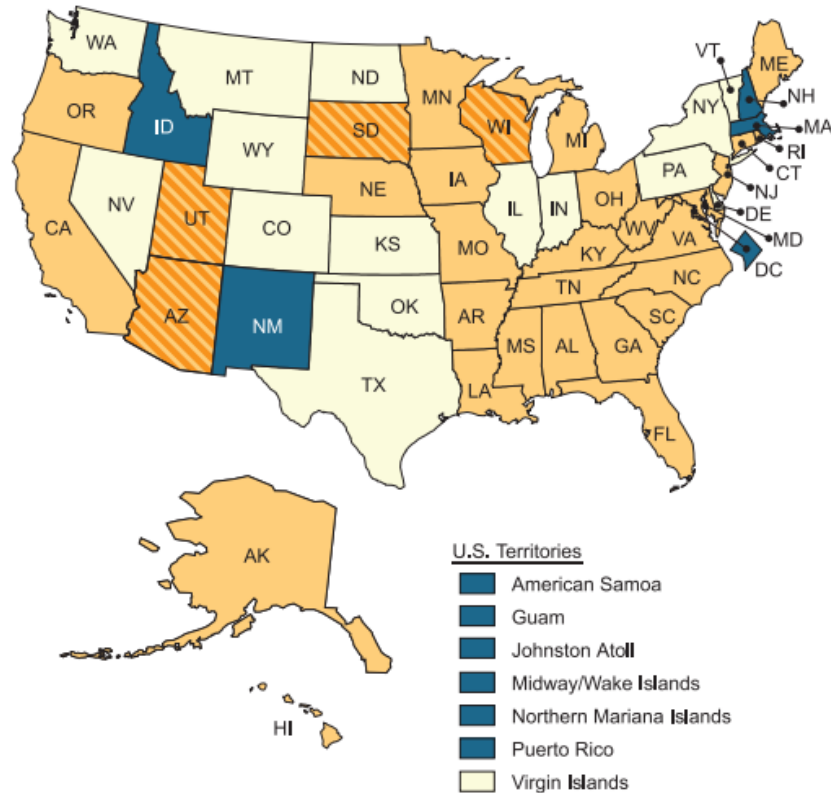 WA
MT
ND
OR
ID
WY
SD
MN
WI
MI
ME
VT
NH
NY
MA
RI
CT
PA
NJ
DE
MD
DC
NV
UT
CO
NE
IA
IL
IN
OH
WV
VA
CA
KS
MO
KY
NC
TN
SC
AZ
NM
OK
AR
MS
AL
GA
TX
LA
FL
AK
HI
U.S. Territories
American Samoa
Guam
Johnston Atoll
Midway/Wake Islands
Northern Mariana Islands
Puerto Rico
Virgin Islands